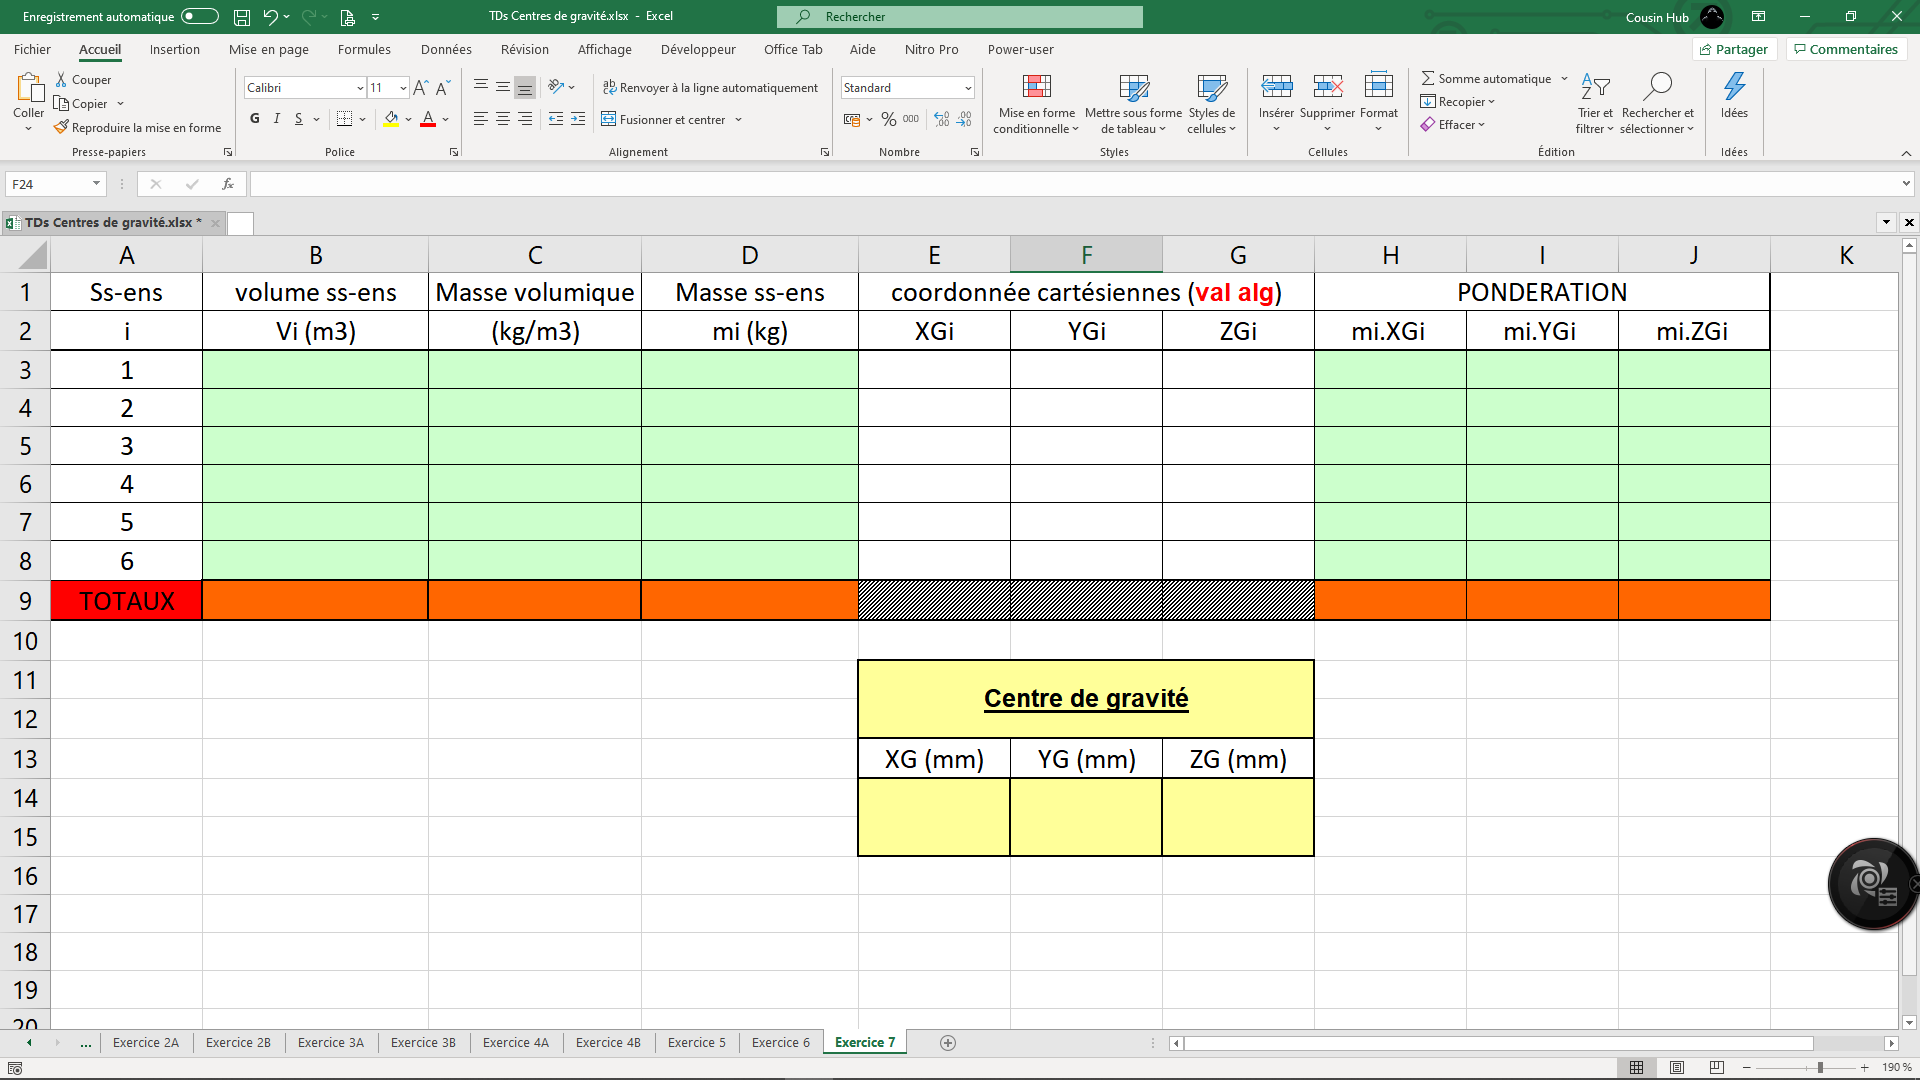 Enregistrement automatique
TDs Centres de gravité.xlsx - Excel
Rechercher
Cousin Hub
Fichier Accueil Insertion Mise en page Formules Données Révision Affichage Développeur Office Tab Aide Nitro Pro Power-user
Partager Commentaires
Coller
Couper
Copier
Reproduire la mise en forme
Presse-papiers
Calibri 11
G I S
Police
Renvoyer à la ligne automatiquement
Fusionner et centrer
Alignement
Standard
% 000
Nombre
Mise en forme conditionnelle
Mettre sous forme de tableau
Styles de cellules
Styles
Insérer Supprimer Format
Cellules
Somme automatique
Recopier
Effacer
Trier et filtrer
Rechercher et sélectionner
Édition
Idées
Idées
F24
fx
TDs Centres de gravité.xlsx *
A B C D E F G H I J K
1 Ss-ens volume ss-ens Masse volumique Masse ss-ens coordonnée cartésiennes (val alg) PONDERATION
2 i Vi (m3) (kg/m3) mi (kg) XGi YGi ZGi mi.XGi mi.YGi mi.ZGi
3 1
4 2
5 3
6 4
7 5
8 6
9 TOTAUX
10
11
12
Centre de gravité
13 XG (mm) YG (mm) ZG (mm)
14
15
16
17
18
19
20
... Exercice 2A Exercice 2B Exercice 3A Exercice 3B Exercice 4A Exercice 4B Exercice 5 Exercice 6 Exercice 7
190 %